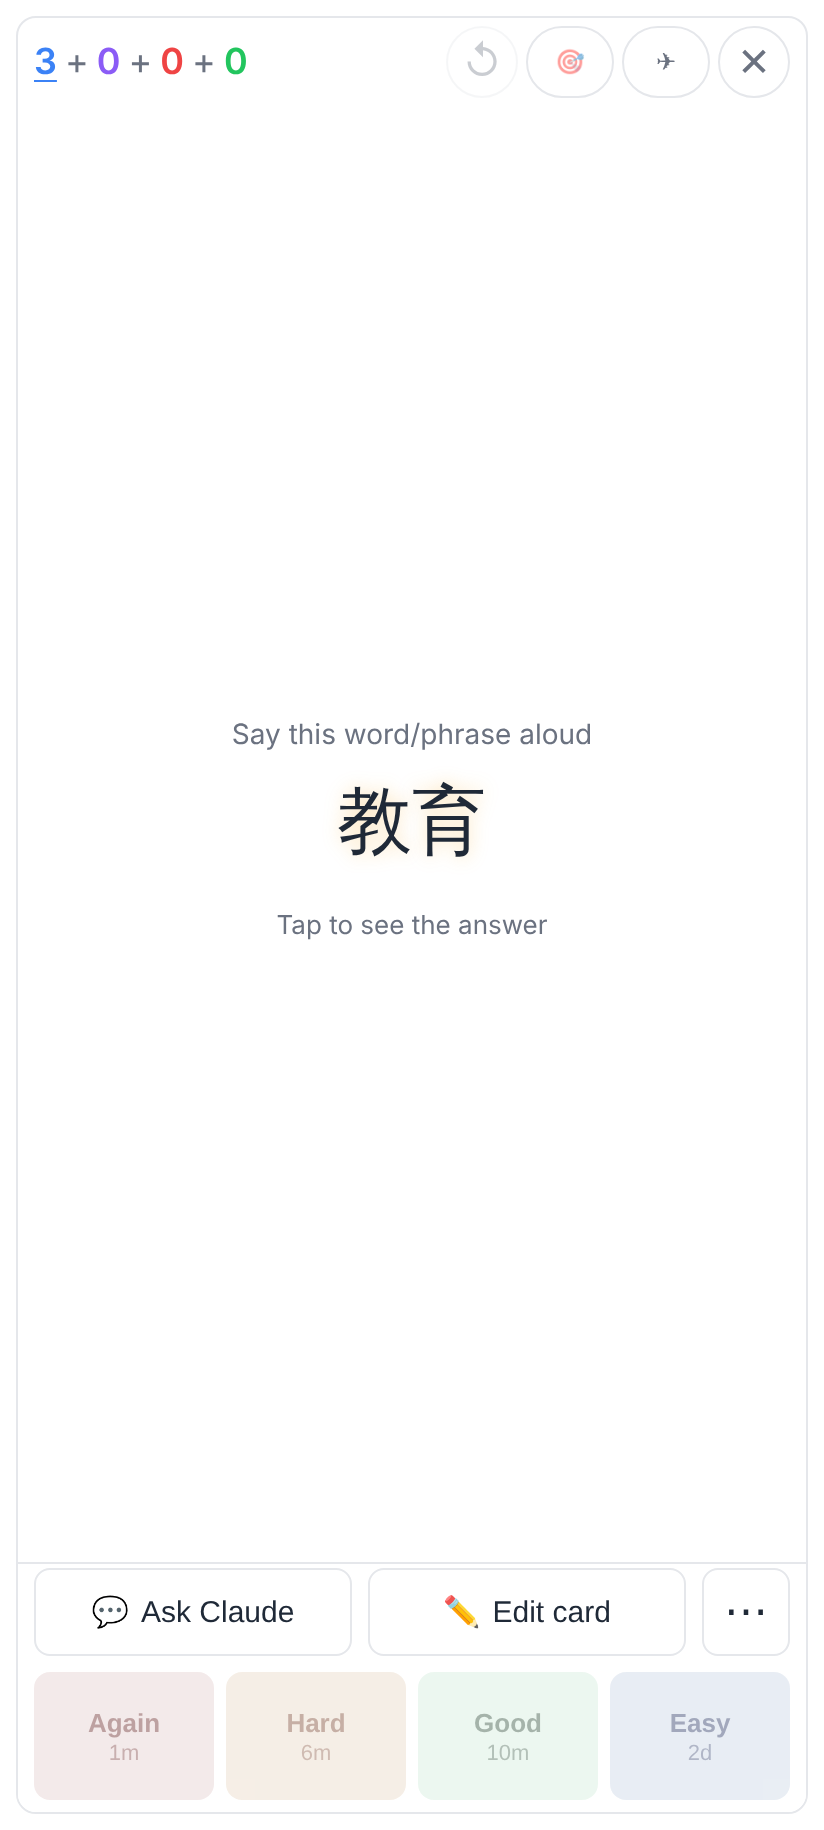 3 + 0 + 0 + 0
Say this word/phrase aloud
教育
Tap to see the answer
💬 Ask Claude
✏️ Edit card
⋯
Again
1m
Hard
6m
Good
10m
Easy
2d